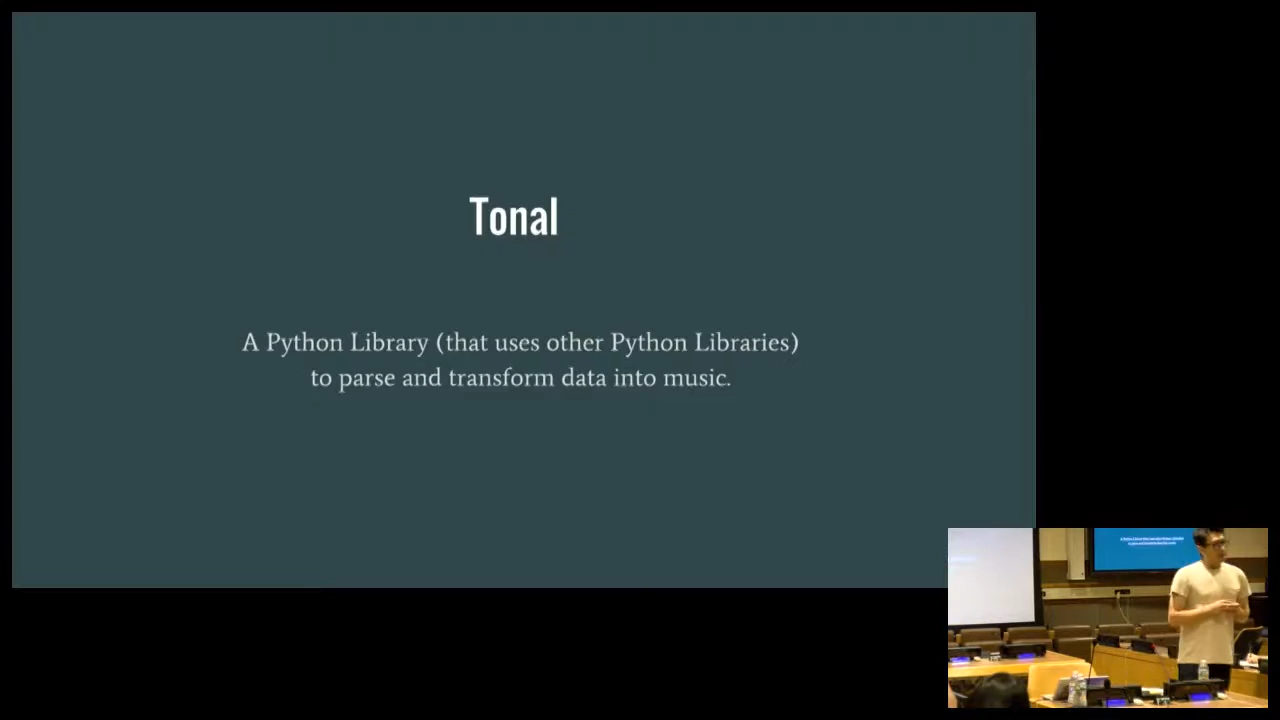 Tonal
A Python Library (that uses other Python Libraries)
to parse and transform data into music.